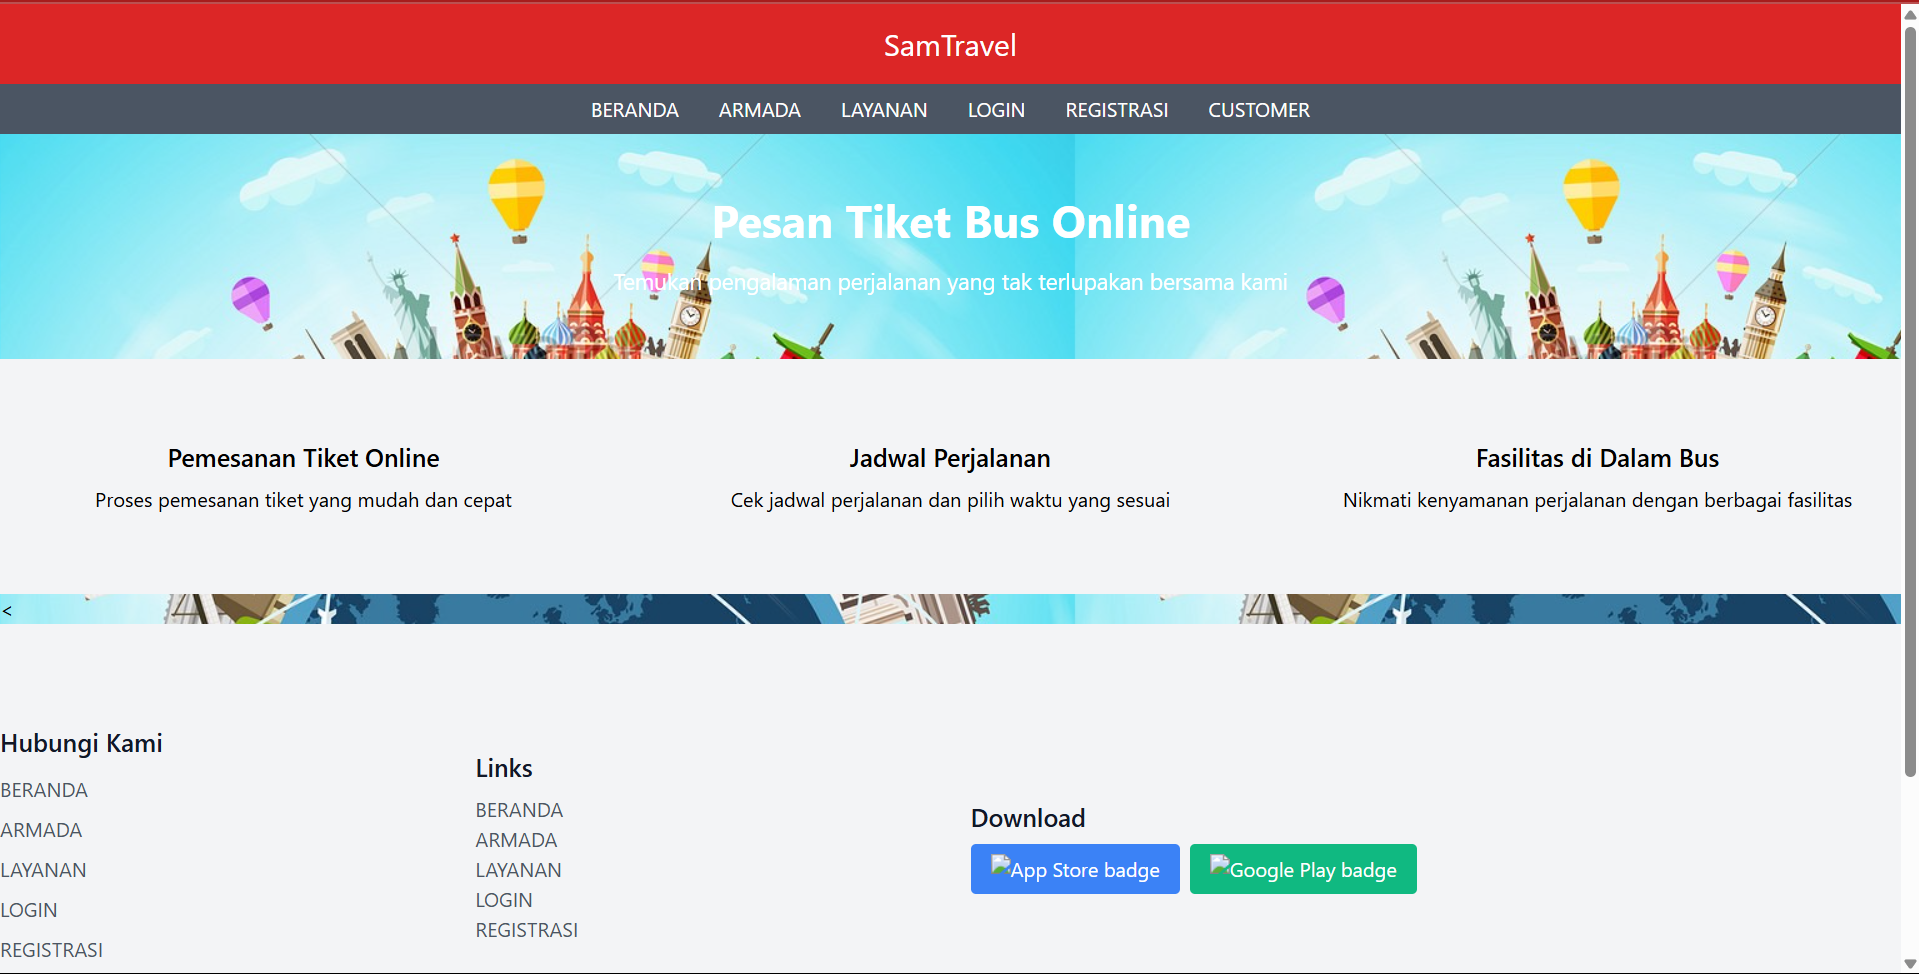 SamTravel
BERANDA ARMADA LAYANAN LOGIN REGISTRASI CUSTOMER
Pesan Tiket Bus Online
Temukan pengalaman perjalanan yang tak terlupakan bersama kami
Pemesanan Tiket Online
Proses pemesanan tiket yang mudah dan cepat
Jadwal Perjalanan
Cek jadwal perjalanan dan pilih waktu yang sesuai
Fasilitas di Dalam Bus
Nikmati kenyamanan perjalanan dengan berbagai fasilitas
<
Hubungi Kami
BERANDA
ARMADA
LAYANAN
LOGIN
REGISTRASI
Links
BERANDA
ARMADA
LAYANAN
LOGIN
REGISTRASI
Download
App Store badge
Google Play badge